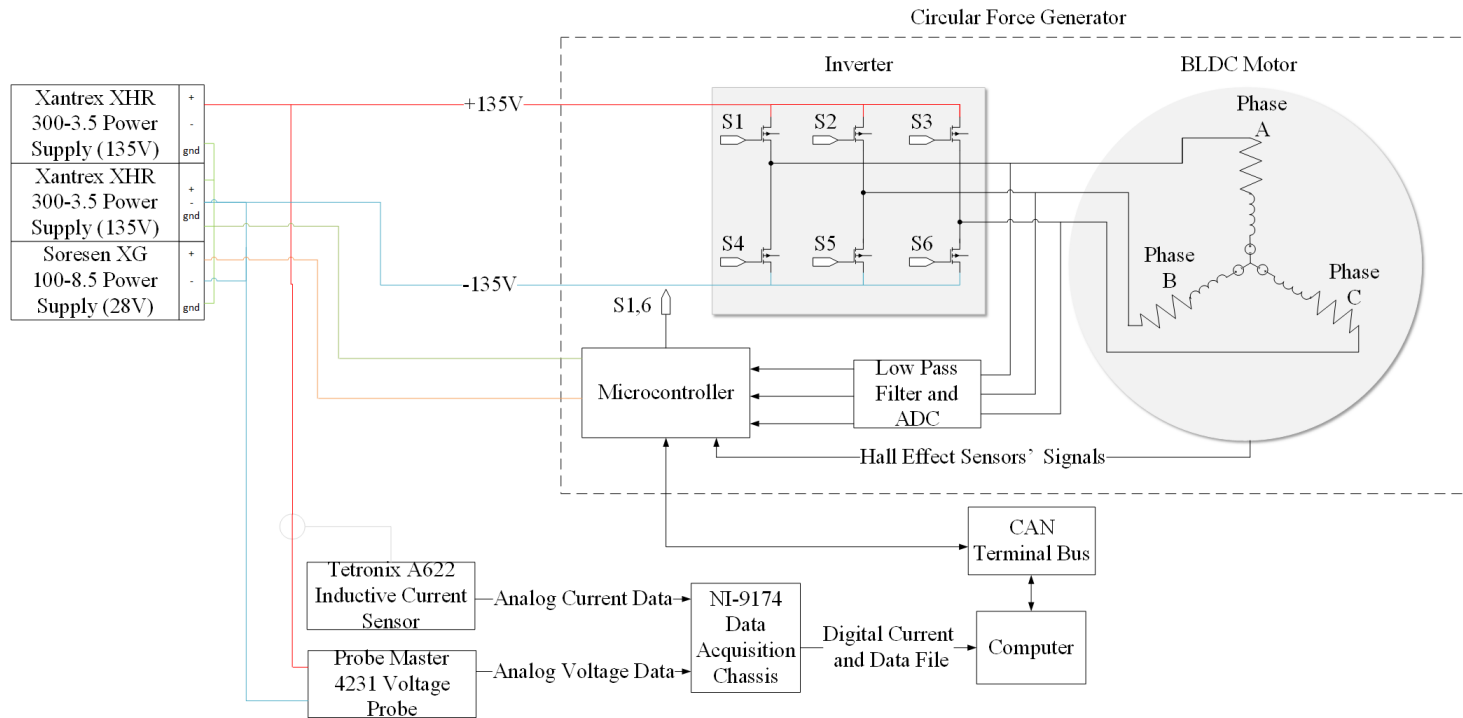 Circular Force Generator
Inverter
BLDC Motor
Xantrex XHR
300-3.5 Power
Supply (135V)
+
-
gnd
Xantrex XHR
300-3.5 Power
Supply (135V)
+
-
gnd
Soresen XG
100-8.5 Power
Supply (28V)
+
-
gnd
+135V
-135V
S1
S2
S3
S4
S5
S6
Phase
A
Phase
B
Phase
C
S1,6
Microcontroller
Low Pass
Filter and
ADC
Hall Effect Sensors’ Signals
CAN
Terminal Bus
Tetronix A622
Inductive Current
Sensor
Analog Current Data
NI-9174
Data
Acquisition
Chassis
Digital Current
and Data File
Computer
Probe Master
4231 Voltage
Probe
Analog Voltage Data